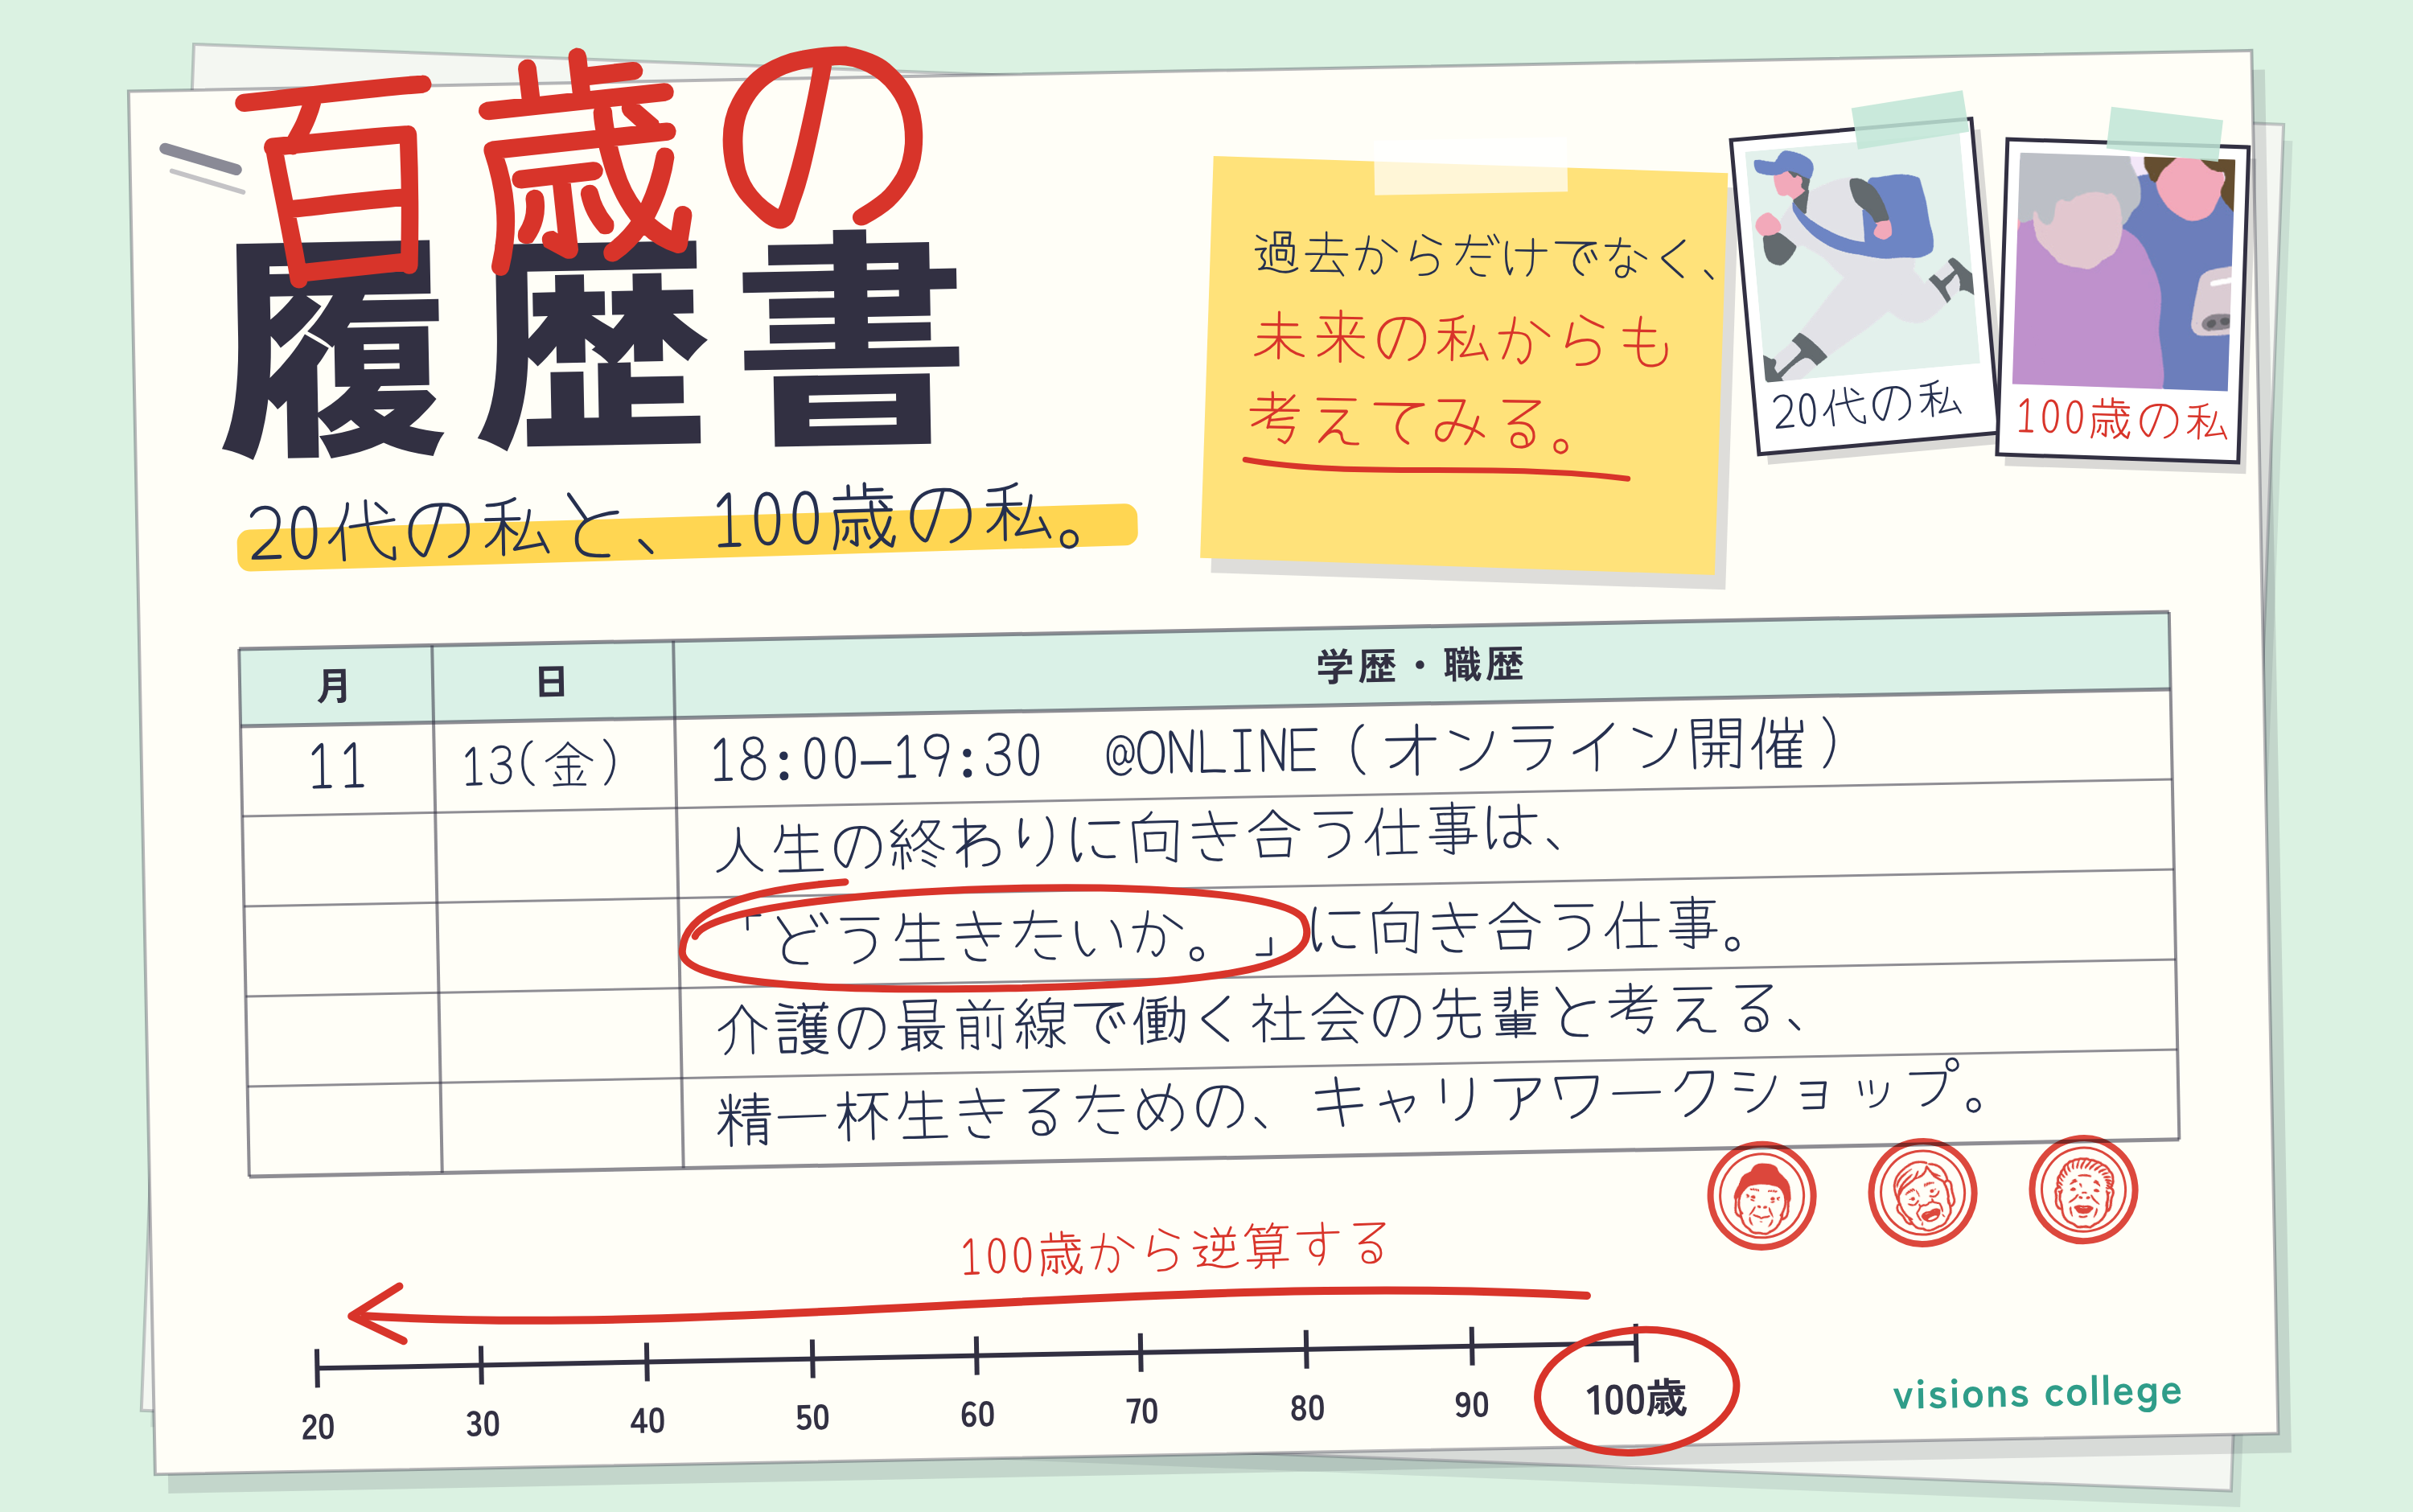 百歳の
履歴書
20代の私と、100歳の私。
過去からだけでなく、
未来の私からも
考えてみる。
20代の私
100歳の私
月 日 学歴・職歴
11 13(金) 18:00–19:30 @ONLINE(オンライン開催)
人生の終わりに向き合う仕事は、
「どう生きたいか。」に向き合う仕事。
介護の最前線で働く社会の先輩と考える、
精一杯生きるための、キャリアワークショップ。
100歳から逆算する
20 30 40 50 60 70 80 90 100歳
visions college